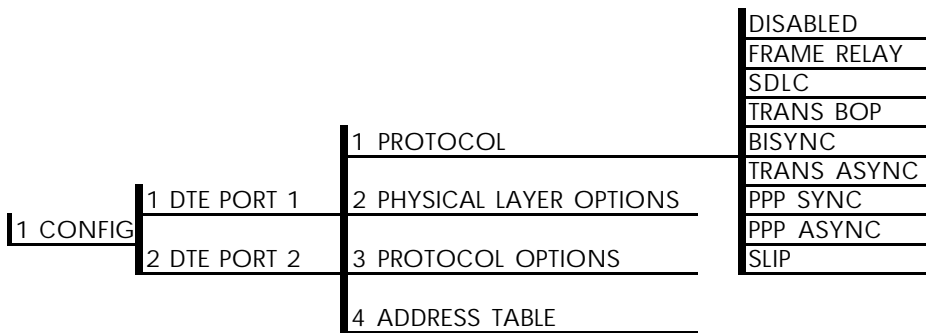 DISABLED
FRAME RELAY
SDLC
TRANS BOP
1 PROTOCOL
BISYNC
TRANS ASYNC
1 DTE PORT 1
2 PHYSICAL LAYER OPTIONS
PPP SYNC
1 CONFIG
PPP ASYNC
2 DTE PORT 2
3 PROTOCOL OPTIONS
SLIP
4 ADDRESS TABLE